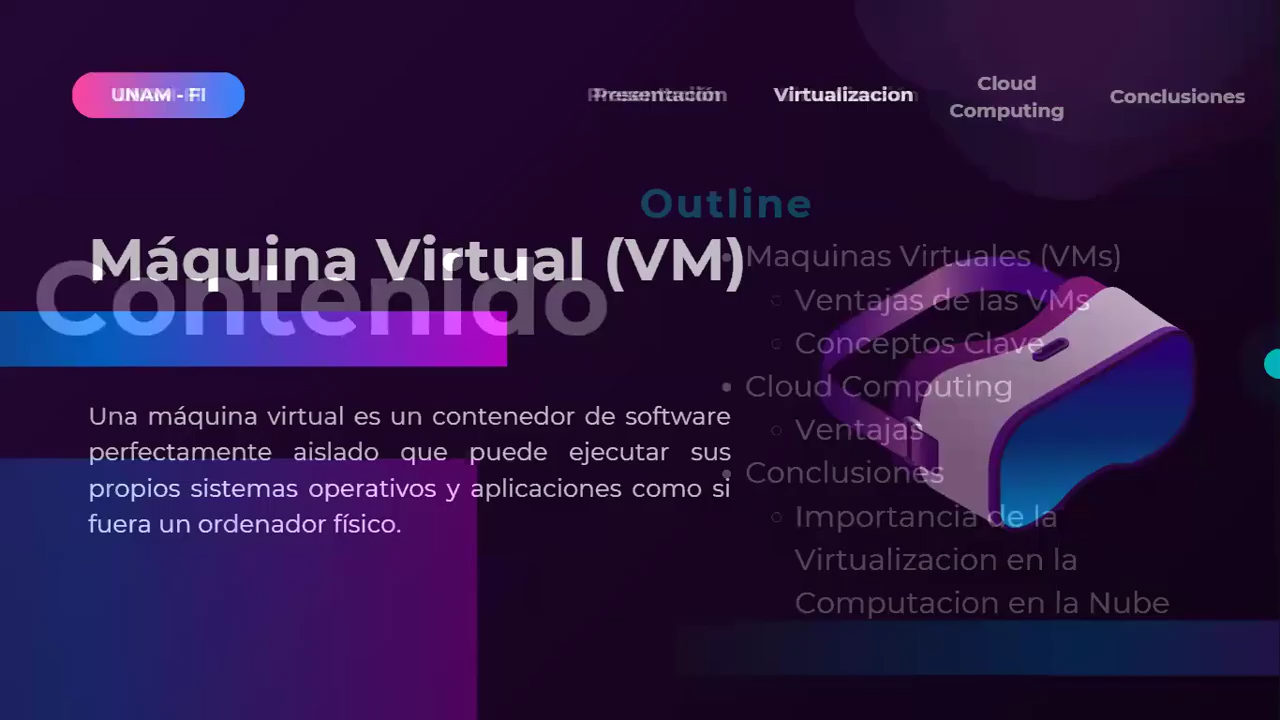 UNAM - FI
Presentación
Virtualizacion
Cloud
Computing
Conclusiones
Contenido
Outline
Maquinas Virtuales (VMs)
Ventajas de las VMs
Conceptos Clave
Cloud Computing
Ventajas
Conclusiones
Importancia de la
Virtualizacion en la
Computacion en la Nube
Máquina Virtual (VM)
Una máquina virtual es un contenedor de software
perfectamente aislado que puede ejecutar sus
propios sistemas operativos y aplicaciones como si
fuera un ordenador físico.